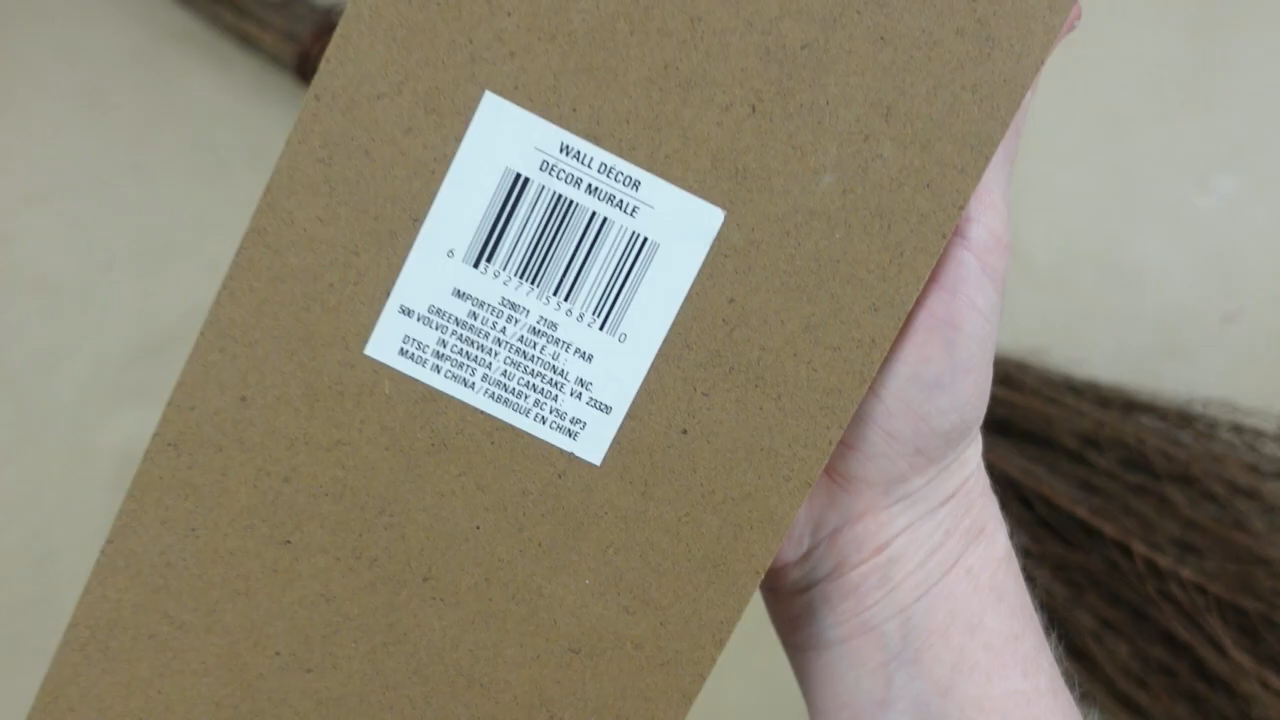 WALL DÉCOR
DÉCOR MURALE
6 59277 55682 0
328071 2105
IMPORTED BY / IMPORTÉ PAR
IN U.S.A. / AUX É.-U. :
GREENBRIER INTERNATIONAL, INC.
500 VOLVO PARKWAY, CHESAPEAKE, VA 23320
IN CANADA / AU CANADA :
DTSC IMPORTS, BURNABY, BC V5G 4P3
MADE IN CHINA / FABRIQUÉ EN CHINE